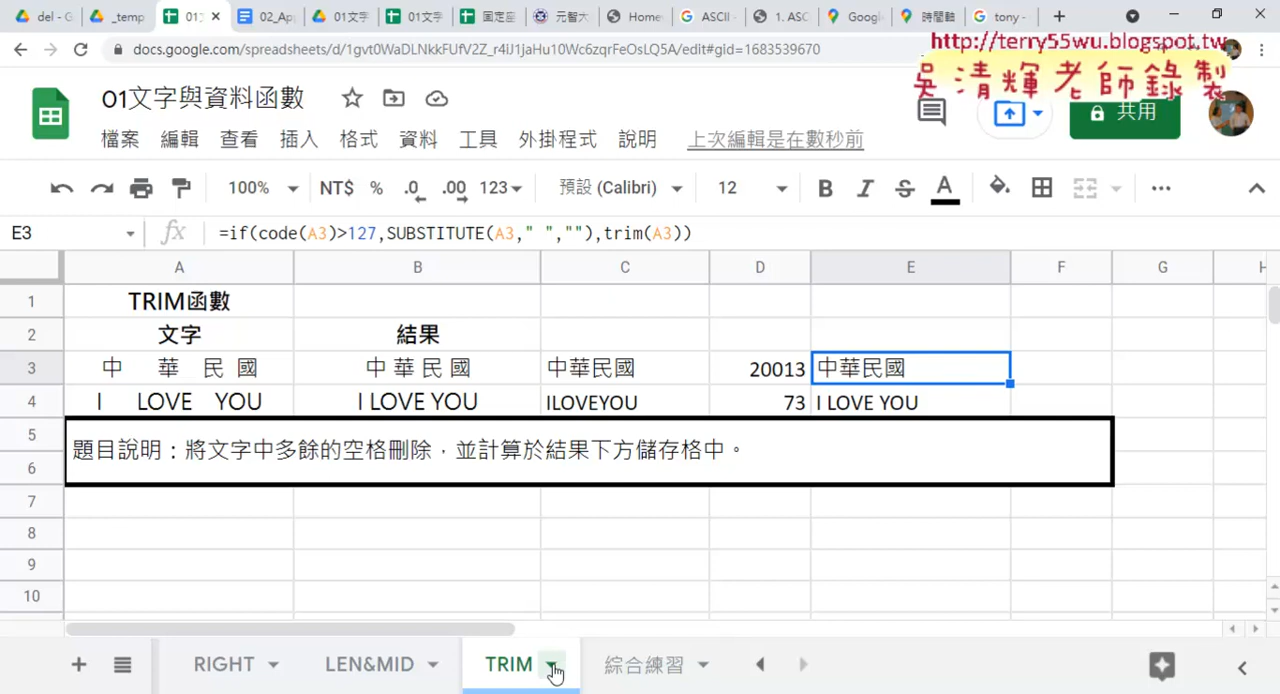 del - G
_temp
01文
02_Ap
01文字
01文字
固定座
元智大
Home
ASCII
1. ASC
Googl
時間軸
tony -
docs.google.com/spreadsheets/d/1gvt0WaDLNkkFUfV2Z_r4iJ1jaHu10Wc6zqrFeOsLQ5A/edit#gid=1683539670
http://terry55wu.blogspot.tw
吳清輝老師錄製
01文字與資料函數
共用
檔案 編輯 查看 插入 格式 資料 工具 外掛程式 說明 上次編輯是在數秒前
100% NT$ % .0 .00 123 預設 (Calibri) 12 B I S A
E3 fx =if(code(A3)>127,SUBSTITUTE(A3," ",""),trim(A3))
A B C D E F G H
1 TRIM函數
2 文字 結果
3 中 華 民 國 中 華 民 國 中華民國 20013 中華民國
4 I LOVE YOU I LOVE YOU ILOVEYOU 73 I LOVE YOU
5
題目說明：將文字中多餘的空格刪除，並計算於結果下方儲存格中。
6
7
8
9
10
RIGHT LEN&MID TRIM 綜合練習